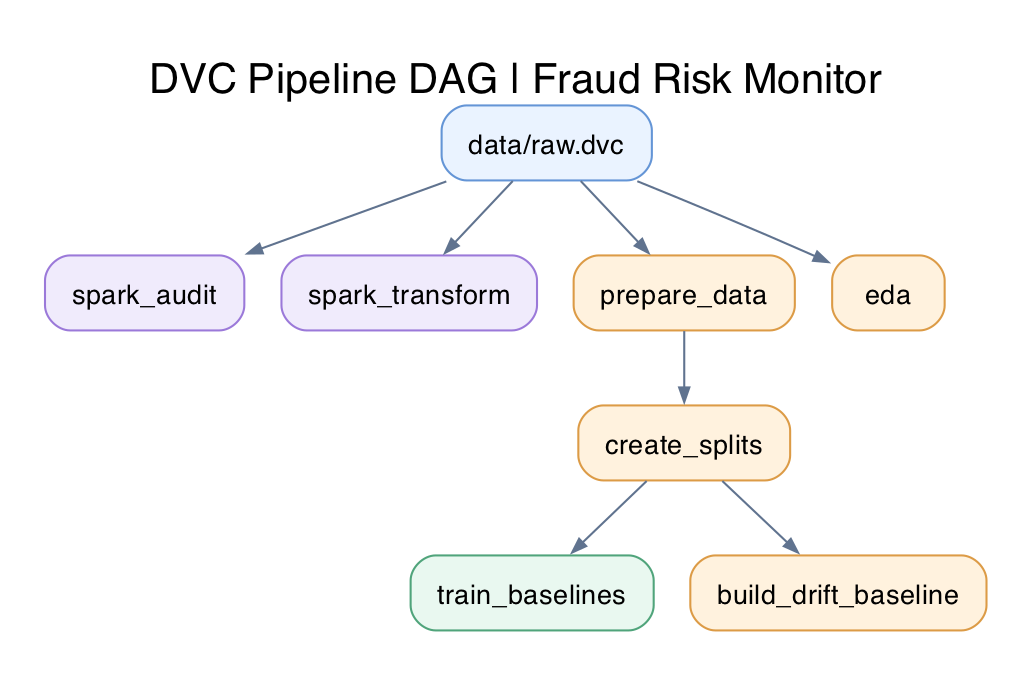 DVC Pipeline DAG | Fraud Risk Monitor
data/raw.dvc
spark_audit
spark_transform
prepare_data
eda
create_splits
train_baselines
build_drift_baseline